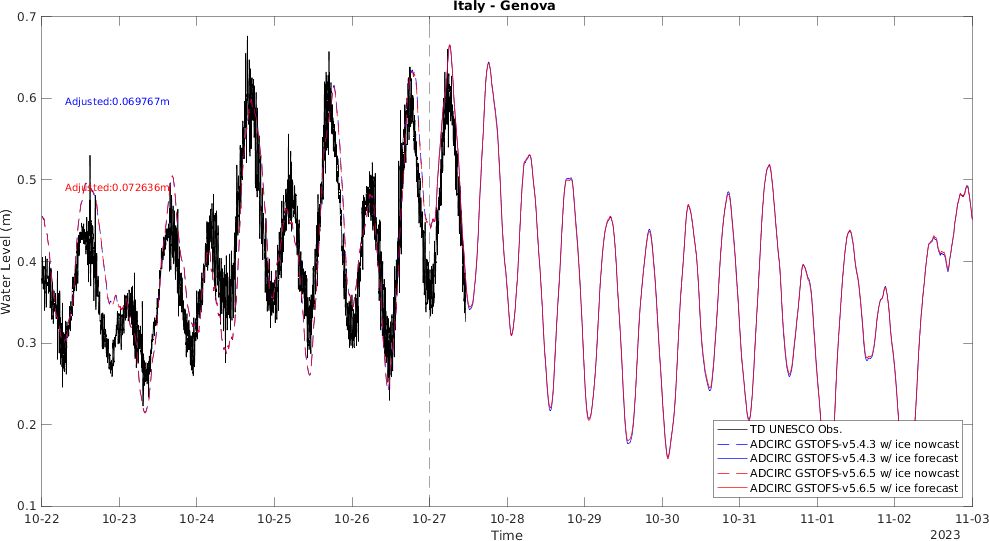 Italy - Genova
0.7
0.6
0.5
0.4
0.3
0.2
0.1
Water Level (m)
Adjusted:0.069767m
Adjusted:0.072636m
TD UNESCO Obs.
ADCIRC GSTOFS-v5.4.3 w/ ice nowcast
ADCIRC GSTOFS-v5.4.3 w/ ice forecast
ADCIRC GSTOFS-v5.6.5 w/ ice nowcast
ADCIRC GSTOFS-v5.6.5 w/ ice forecast
10-22 10-23 10-24 10-25 10-26 10-27 10-28 10-29 10-30 10-31 11-01 11-02 11-03
Time
2023